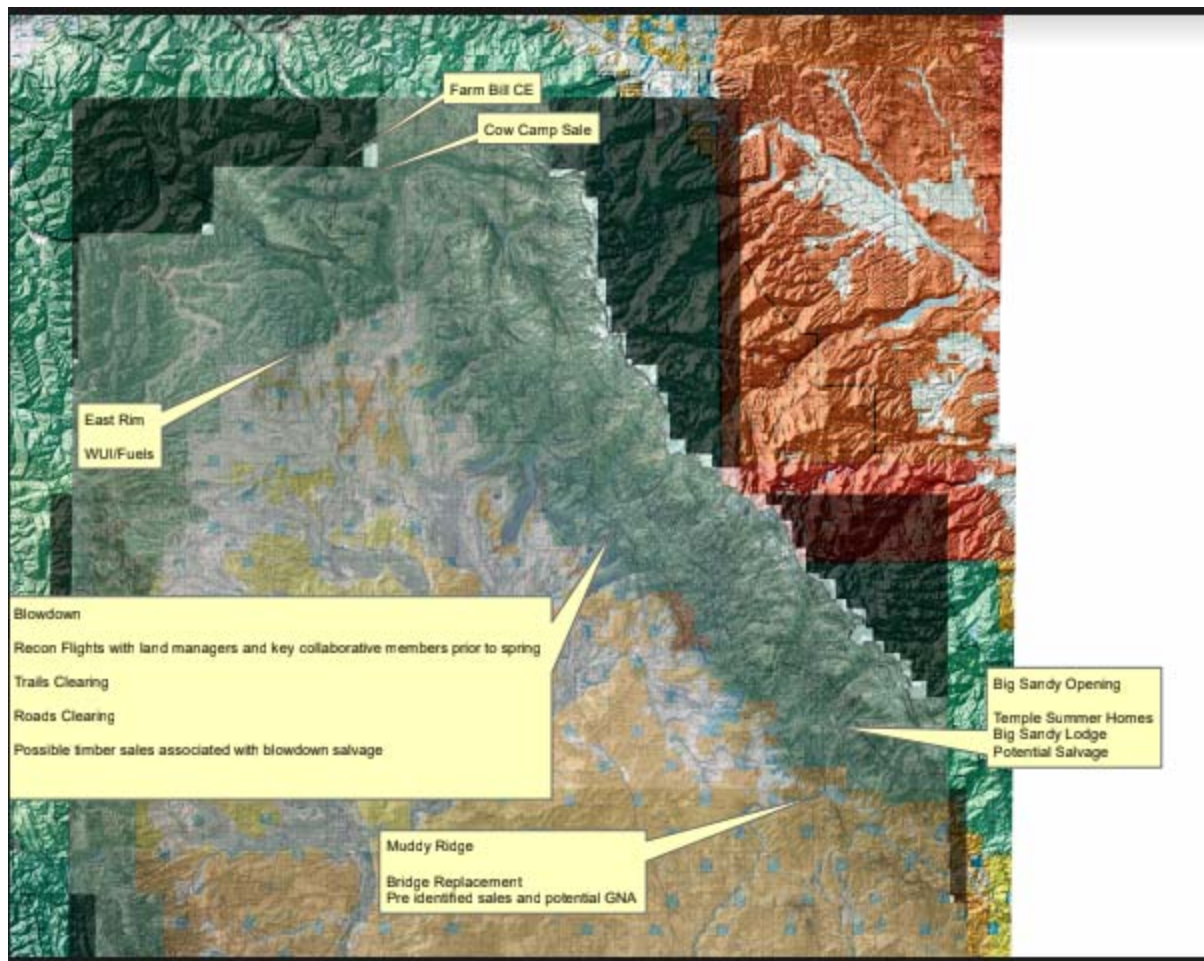 Farm Bill CE
Cow Camp Sale
East Rim
WUI/Fuels
Blowdown
Recon Flights with land managers and key collaborative members prior to spring
Trails Clearing
Roads Clearing
Possible timber sales associated with blowdown salvage
Big Sandy Opening
Temple Summer Homes
Big Sandy Lodge
Potential Salvage
Muddy Ridge
Bridge Replacement
Pre identified sales and potential GNA